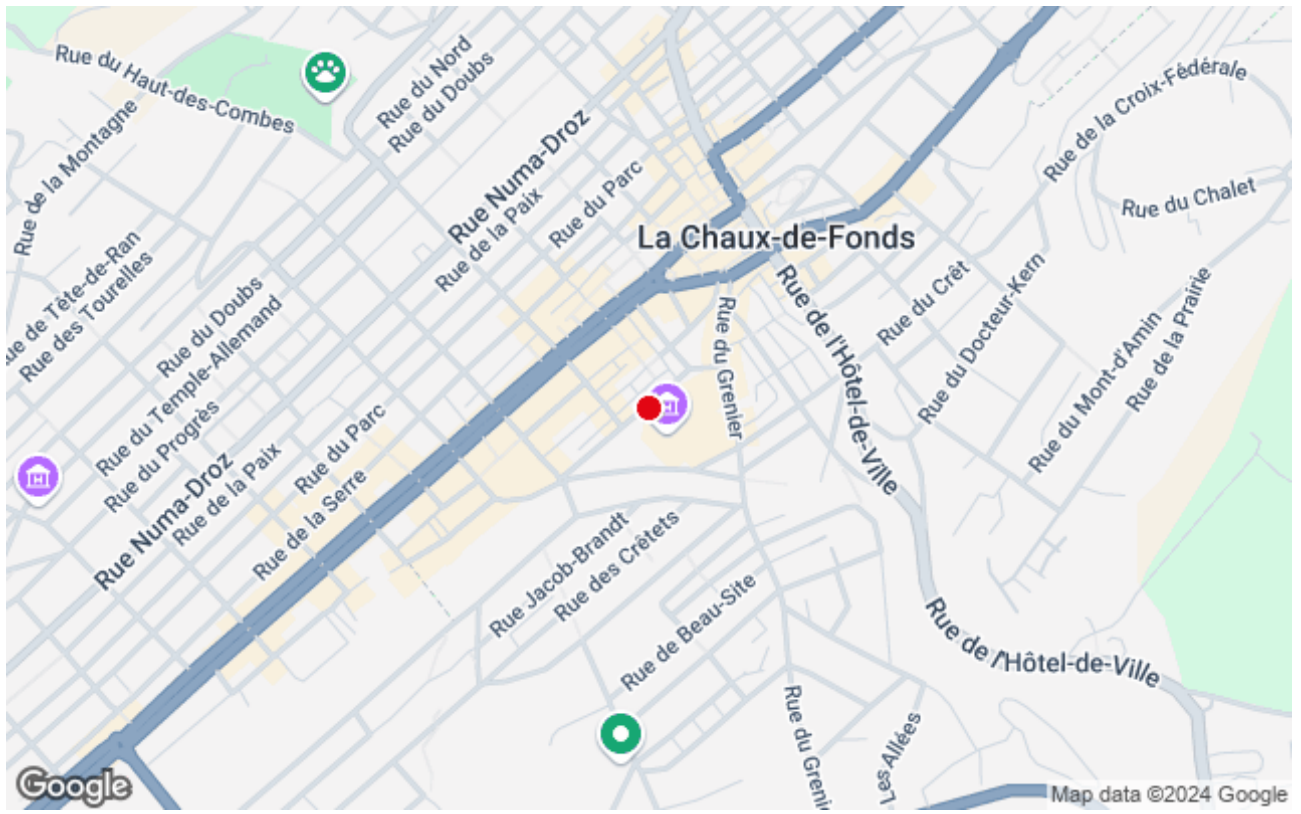 Rue du Haut-des-Combes
Rue du Nord
Rue du Doubs
Rue de la Montagne
Rue Numa-Droz
Rue de la Paix
Rue du Parc
Rue de la Croix-Fédérale
Rue du Chalet
La Chaux-de-Fonds
ue de Tête-de-Ran
Rue des Tourelles
Rue du Doubs
Rue du Temple-Allemand
Rue du Progrès
Rue Numa-Droz
Rue de la Paix
Rue du Parc
Rue de la Serre
Rue du Grenier
Rue de l'Hôtel-de-Ville
Rue du Crêt
Rue du Docteur-Kern
Rue du Mont-d'Amin
Rue de la Prairie
Rue Jacob-Brandt
Rue des Crêtets
Rue de Beau-Site
Rue de l'Hôtel-de-Ville
Rue du Grenier
Les Allées
Google
Map data ©2024 Google